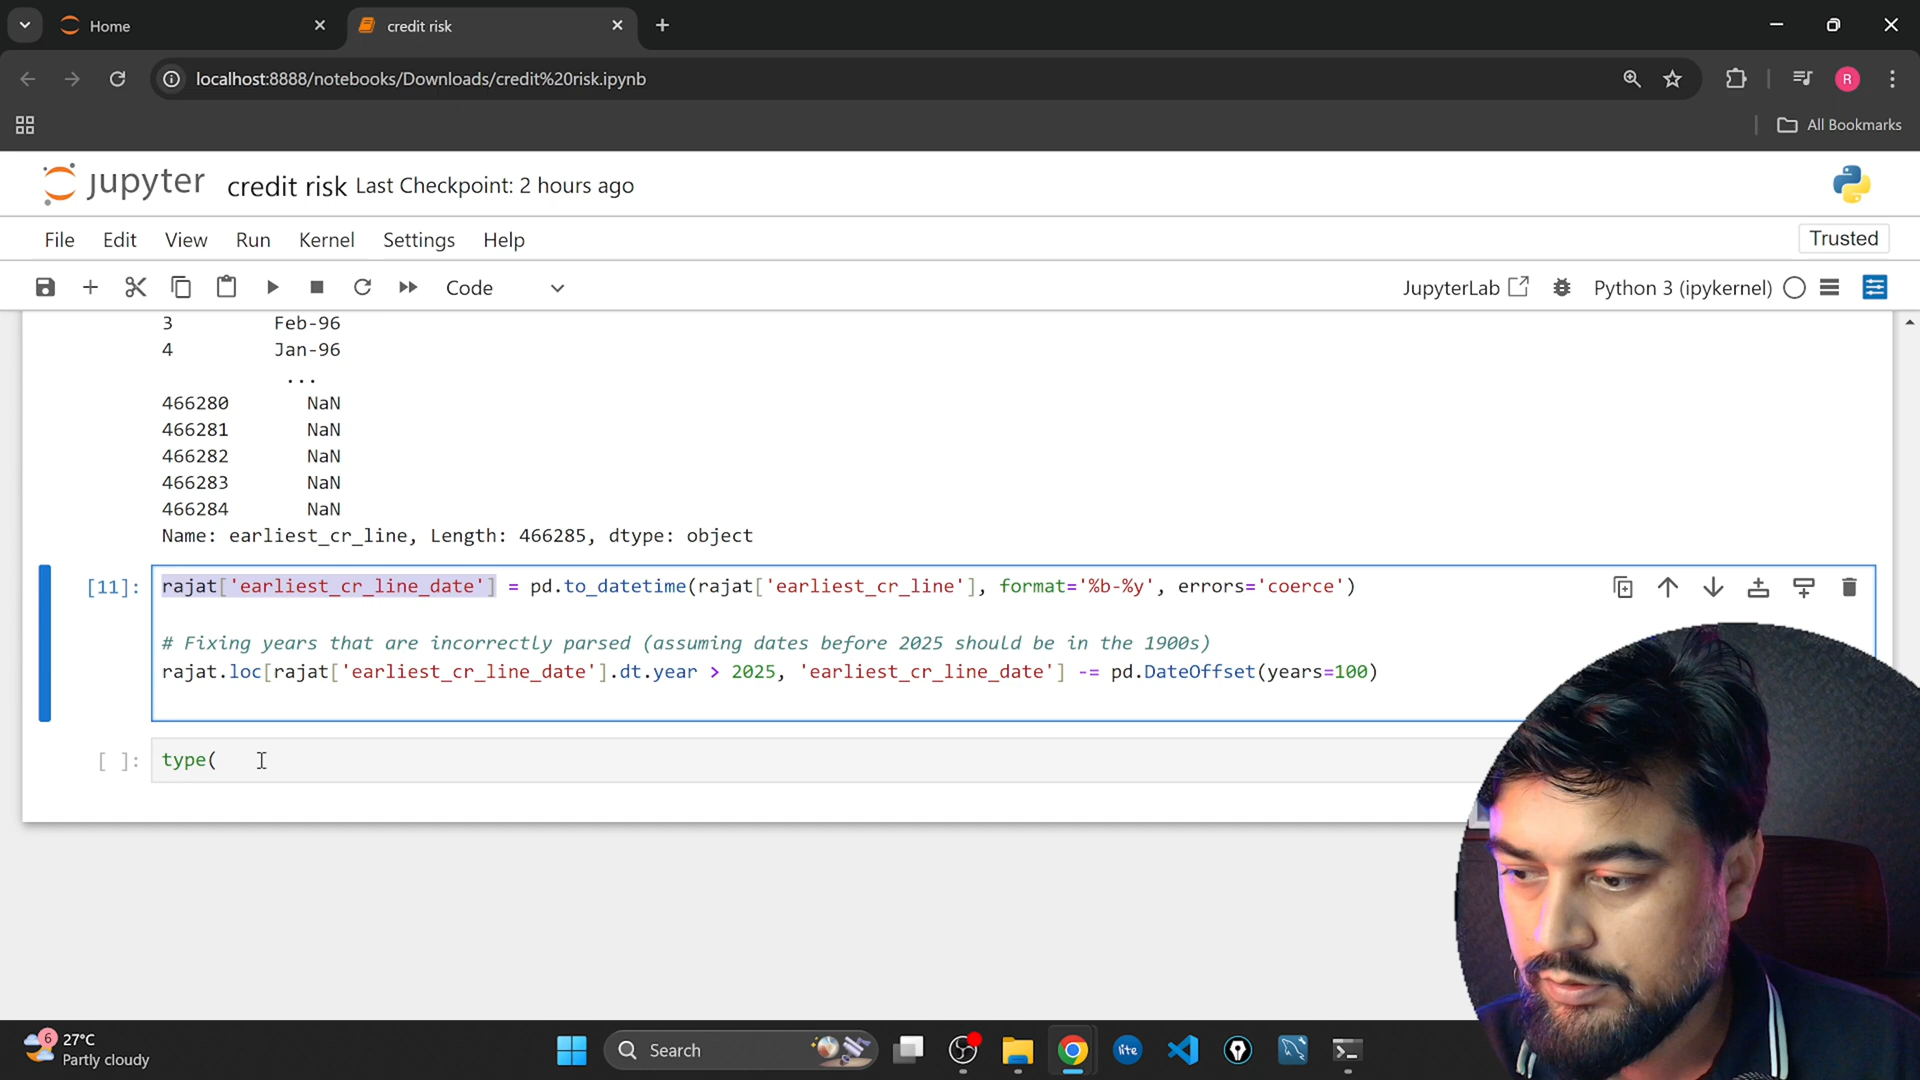 Home
credit risk
localhost:8888/notebooks/Downloads/credit%20risk.ipynb
R
All Bookmarks
jupyter credit risk Last Checkpoint: 2 hours ago
File Edit View Run Kernel Settings Help
Trusted
Code
JupyterLab
Python 3 (ipykernel)
3 Feb-96
4 Jan-96
...
466280 NaN
466281 NaN
466282 NaN
466283 NaN
466284 NaN
Name: earliest_cr_line, Length: 466285, dtype: object
[11]: rajat['earliest_cr_line_date'] = pd.to_datetime(rajat['earliest_cr_line'], format='%b-%y', errors='coerce')
# Fixing years that are incorrectly parsed (assuming dates before 2025 should be in the 1900s)
rajat.loc[rajat['earliest_cr_line_date'].dt.year > 2025, 'earliest_cr_line_date'] -= pd.DateOffset(years=100)
[ ]: type(
6
27°C
Partly cloudy
Search
lite